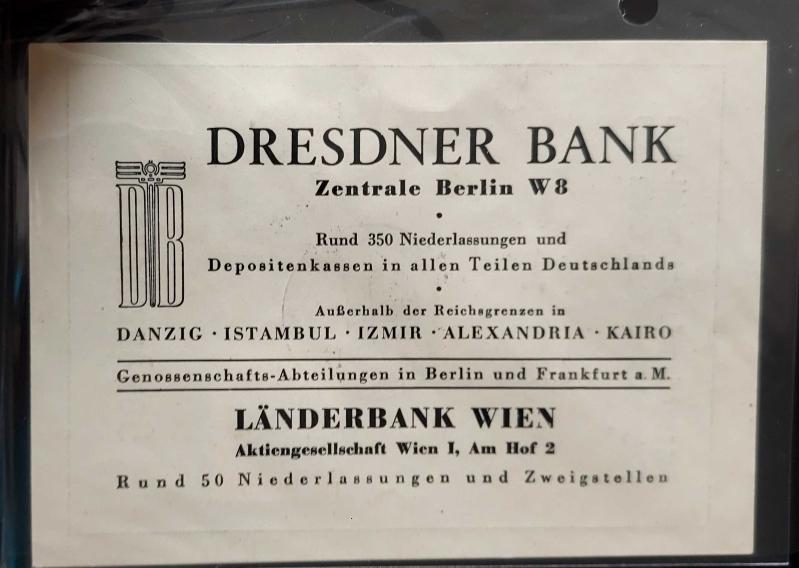 DRESDNER BANK
DB
Zentrale Berlin W8
•
Rund 350 Niederlassungen und
Depositenkassen in allen Teilen Deutschlands
•
Außerhalb der Reichsgrenzen in
DANZIG · ISTAMBUL · IZMIR · ALEXANDRIA · KAIRO
Genossenschafts-Abteilungen in Berlin und Frankfurt a. M.
LÄNDERBANK WIEN
Aktiengesellschaft Wien I, Am Hof 2
Rund 50 Niederlassungen und Zweigstellen